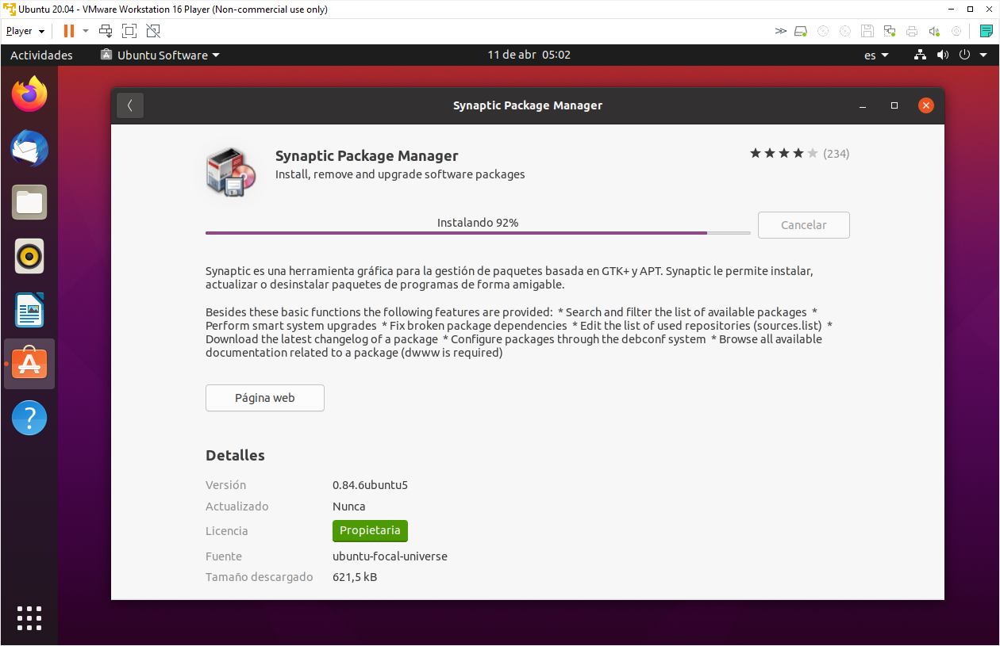 Ubuntu 20.04 - VMware Workstation 16 Player (Non-commercial use only)
Player
Actividades
Ubuntu Software
11 de abr 05:02
es
Synaptic Package Manager
Synaptic Package Manager
(234)
Install, remove and upgrade software packages
Instalando 92%
Cancelar
Synaptic es una herramienta gráfica para la gestión de paquetes basada en GTK+ y APT. Synaptic le permite instalar,
actualizar o desinstalar paquetes de programas de forma amigable.
Besides these basic functions the following features are provided: * Search and filter the list of available packages *
Perform smart system upgrades * Fix broken package dependencies * Edit the list of used repositories (sources.list) *
Download the latest changelog of a package * Configure packages through the debconf system * Browse all available
documentation related to a package (dwww is required)
Página web
Detalles
Versión 0.84.6ubuntu5
Actualizado Nunca
Licencia Propietaria
Fuente ubuntu-focal-universe
Tamaño descargado 621,5 kB